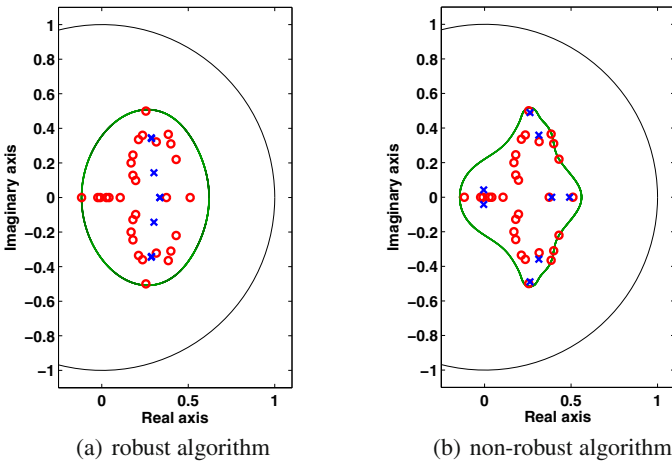 1
0.8
0.6
0.4
0.2
0
−0.2
−0.4
−0.6
−0.8
−1
Imaginary axis
0 0.5 1
Real axis
(a) robust algorithm
1
0.8
0.6
0.4
0.2
0
−0.2
−0.4
−0.6
−0.8
−1
Imaginary axis
0 0.5 1
Real axis
(b) non-robust algorithm